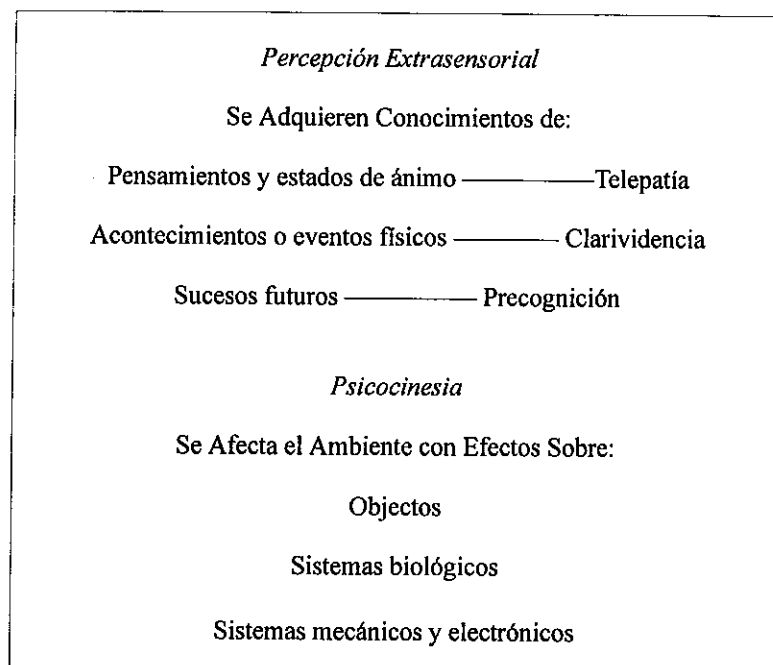 Percepción Extrasensorial
Se Adquieren Conocimientos de:
Pensamientos y estados de ánimo ———— Telepatía
Acontecimientos o eventos físicos ———— Clarividencia
Sucesos futuros ———— Precognición
Psicocinesia
Se Afecta el Ambiente con Efectos Sobre:
Objectos
Sistemas biológicos
Sistemas mecánicos y electrónicos